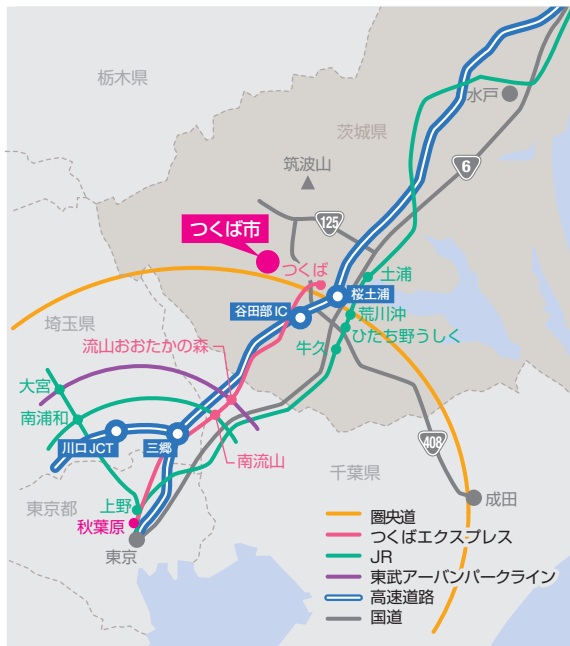 栃木県
水戸
茨城県
筑波山
6
125
つくば市
つくば
土浦
桜土浦
谷田部IC
荒川沖
ひたち野うしく
牛久
埼玉県
流山おおたかの森
大宮
南浦和
川口JCT
三郷
南流山
408
千葉県
東京都
上野
秋葉原
東京
成田
圏央道
つくばエクスプレス
JR
東武アーバンパークライン
高速道路
国道